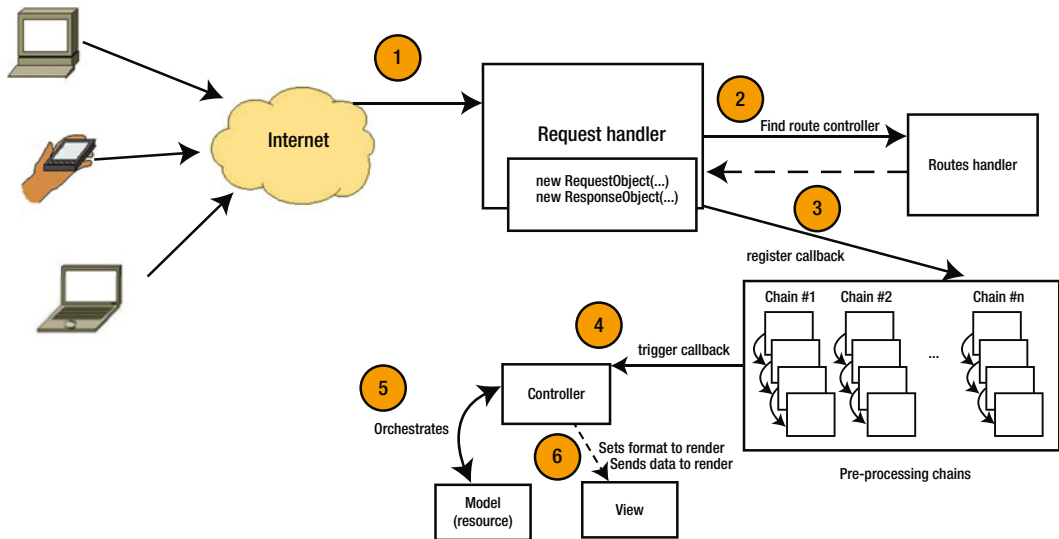 1
Internet
Request handler
new RequestObject(...)
new ResponseObject(...)
2
Find route controller
Routes handler
3
register callback
Chain #1
Chain #2
Chain #n
...
Pre-processing chains
4
trigger callback
Controller
5
Orchestrates
6
Sets format to render
Sends data to render
Model
(resource)
View